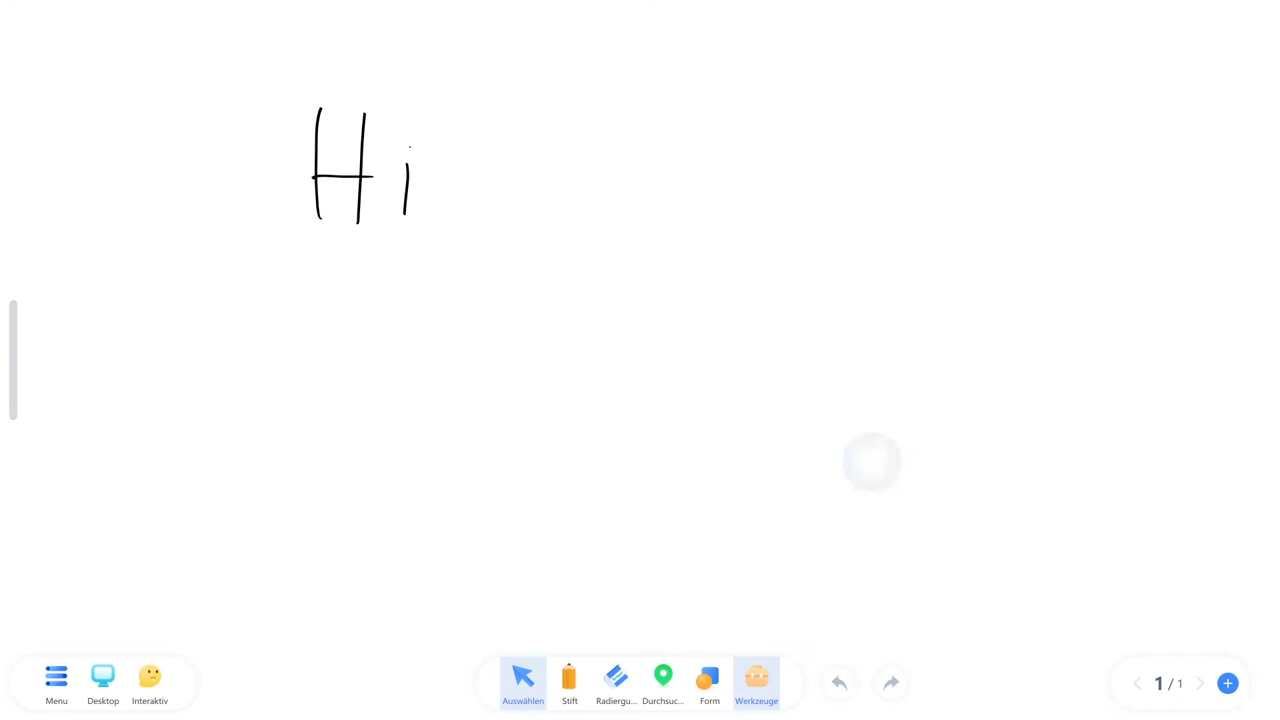 Hi
Menu Desktop Interaktiv Auswählen Stift Radiergu... Durchsuc... Form Werkzeuge 1 / 1